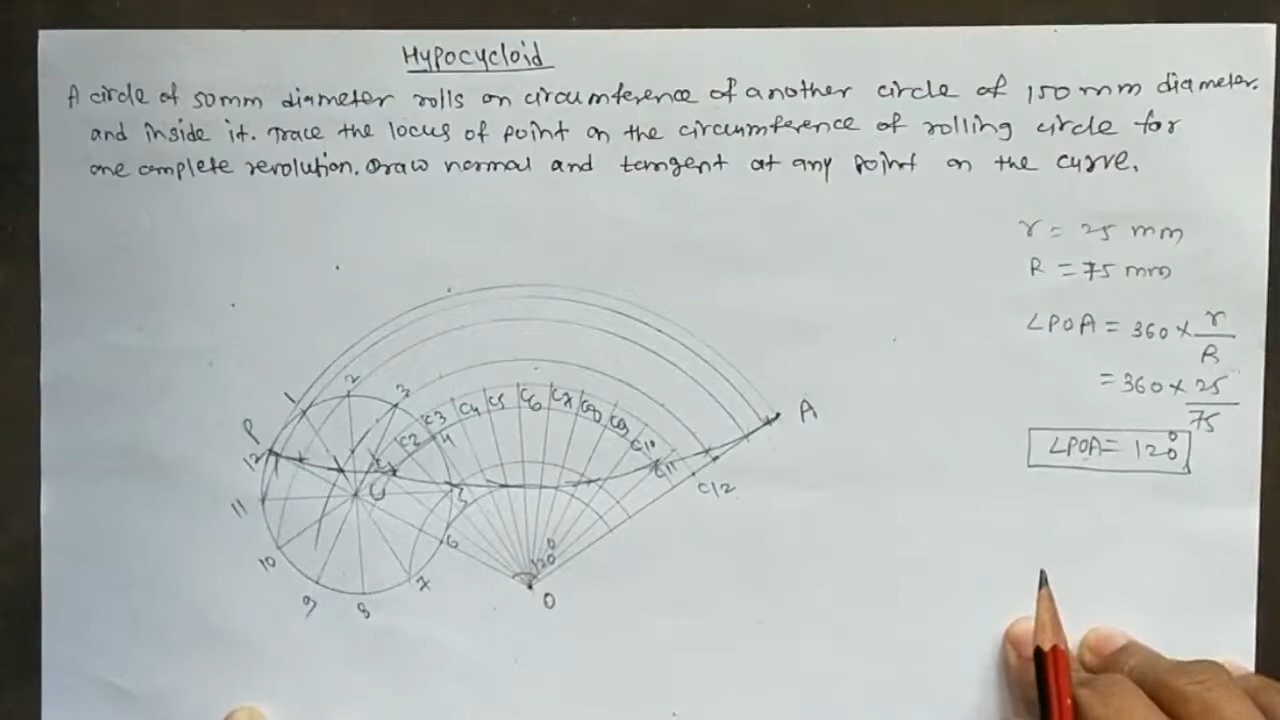 Hypocycloid
A circle of 50mm diameter rolls on circumference of another circle of 150mm diameter.
and inside it. Trace the locus of point on the circumference of rolling circle for
one complete revolution. Draw normal and tangent at any point on the curve.
r = 25 mm
R = 75 mm
∠POA = 360 × r/R
= 360 × 25/75
∠POA = 120°
P
1
2
3
4
5
6
7
8
9
10
11
12
C
C1
C2
C3
C4
C5
C6
C7
C8
C9
C10
C11
C12
A
120°
O